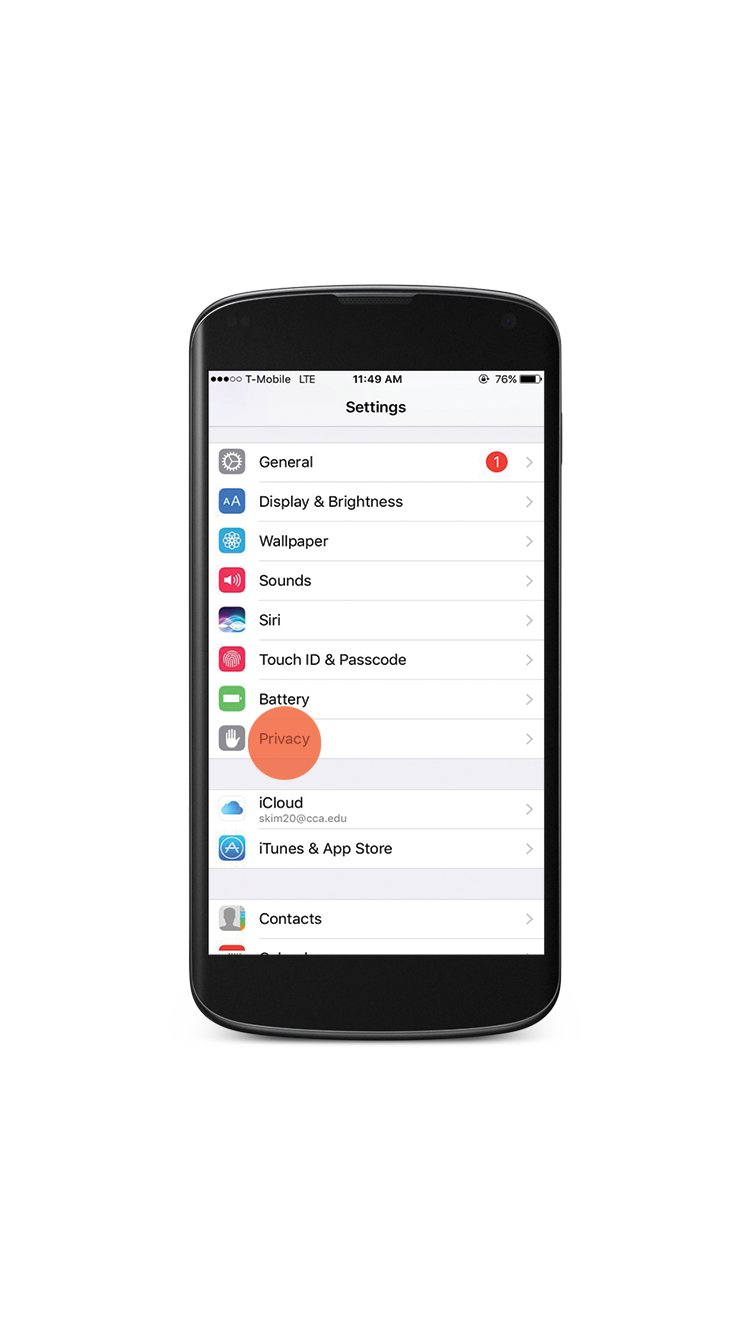 T-Mobile LTE 11:49 AM 76%
Settings
General 1
AA Display & Brightness
Wallpaper
Sounds
Siri
Touch ID & Passcode
Battery
Privacy
iCloud
skim20@cca.edu
iTunes & App Store
Contacts